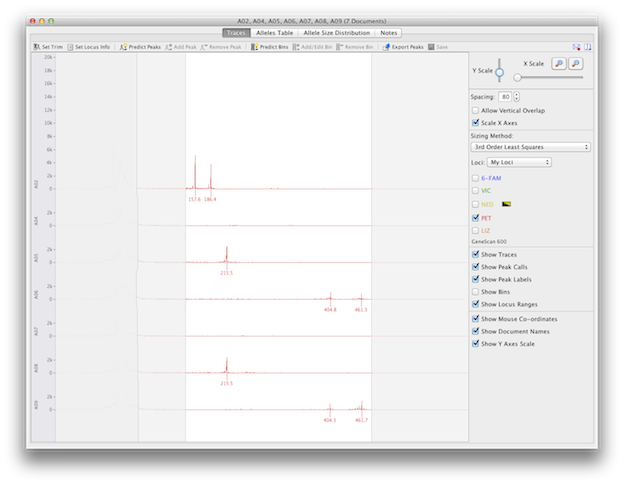 A02, A04, A05, A06, A07, A08, A09 (7 Documents)
Traces Alleles Table Allele Size Distribution Notes
Set Trim Set Locus Info Predict Peaks Add Peak Remove Peak Predict Bins Add/Edit Bin Remove Bin Export Peaks Save
20k
18k
16k
14k
12k
10k
8k
6k
4k
2k
0
A02
157.6 186.4
2k
0
A04
2k
0
A05
215.5
2k
0
A06
404.8 461.3
2k
0
A07
2k
0
A08
215.5
2k
0
A09
404.1 461.7
Y Scale X Scale
Spacing: 80
Allow Vertical Overlap
Scale X Axes
Sizing Method:
3rd Order Least Squares
Loci: My Loci
6-FAM
VIC
NED
PET
LIZ
GeneScan 600
Show Traces
Show Peak Calls
Show Peak Labels
Show Bins
Show Locus Ranges
Show Mouse Co-ordinates
Show Document Names
Show Y Axes Scale